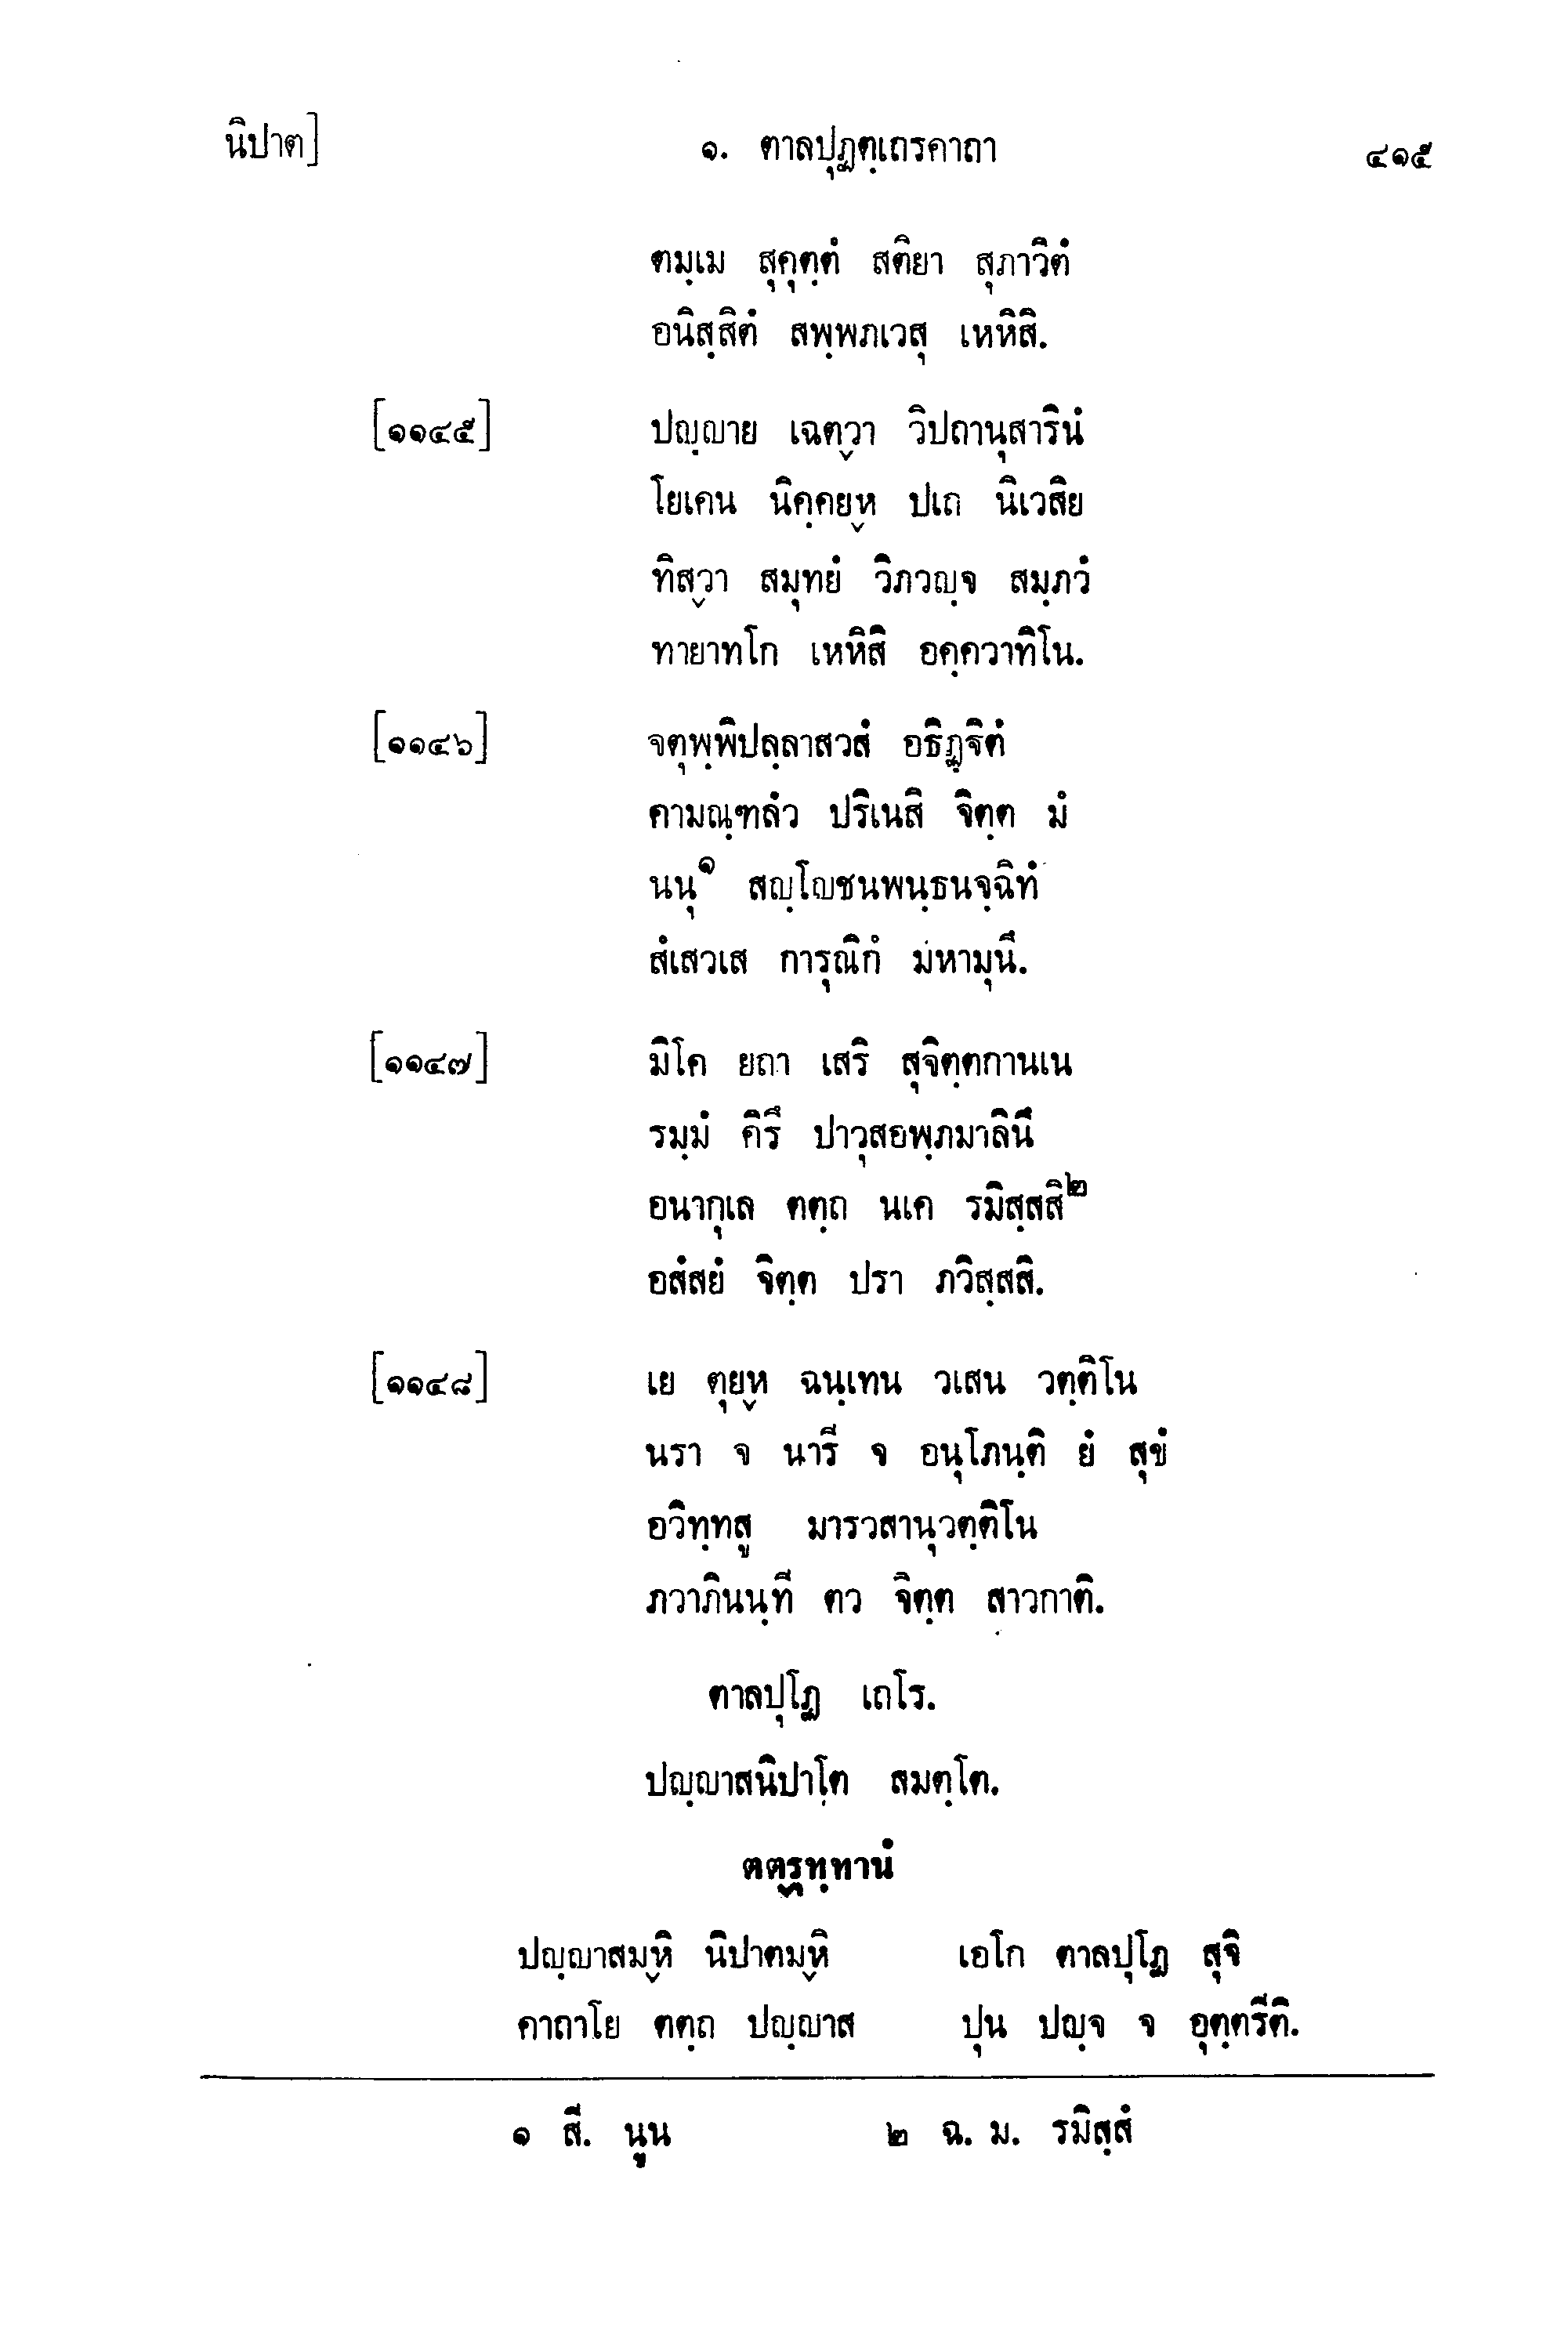 นิปาต] ๑. ตาลปุฏตฺเถรคาถา ๔๑๕
ตมฺเม สุคุตฺตํ สติยา สุภาวิตํ
อนิสฺสิตํ สพฺพภเวสุ เหหิสิ.
[๑๑๔๕] ปญฺญาย เฉตฺวา วิปถานุสารินํ
โยเคน นิคฺคยฺห ปเถ นิเวสิย
ทิสฺวา สมุทยํ วิภวญฺจ สมฺภวํ
ทายาทโก เหหิสิ อคฺควาทิโน.
[๑๑๔๖] จตุพฺพิปลฺลาสวสํ อธิฏฺฐิตํ
คามณฺฑลํว ปริเนสิ จิตฺต มํ
นนุ๑ สญฺโญชนพนฺธนจฺฉิทํ
สํเสวเส การุณิกํ มหามุนึ.
[๑๑๔๗] มิโค ยถา เสริ สุจิตฺตกานเน
รมฺมํ คิรึ ปาวุสอพฺภมาลินึ
อนากุเล ตตฺถ นเค รมิสฺสสิ๒
อสํสยํ จิตฺต ปรา ภวิสฺสสิ.
[๑๑๔๘] เย ตุยฺห ฉนฺเทน วเสน วตฺติโน
นรา จ นารี จ อนุโภนฺติ ยํ สุขํ
อวิทฺทสู มารวสานุวตฺติโน
ภวาภินนฺที ตว จิตฺต สาวกาติ.
ตาลปุโฏ เถโร.
ปญฺญาสนิปาโต สมตฺโต.
ตตฺรุทฺทานํ
ปญฺญาสมฺหิ นิปาตมฺหิ เอโก ตาลปุโฏ สุจิ
คาถาโย ตตฺถ ปญฺญาส ปุน ปญฺจ จ อุตฺตรีติ.
๑ สี. นูน ๒ ฉ. ม. รมิสฺสํ